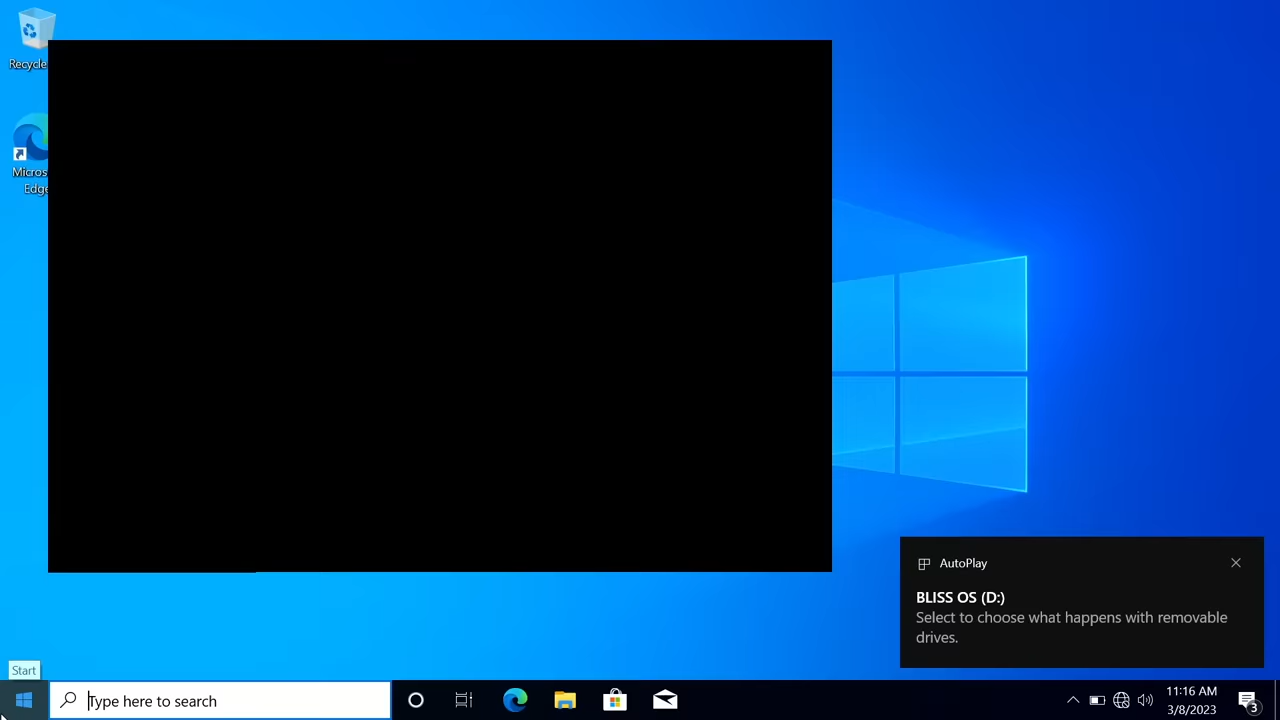 Recycle
Micros
Edge
AutoPlay
BLISS OS (D:)
Select to choose what happens with removable
drives.
Start
Type here to search
11:16 AM
3/8/2023
3